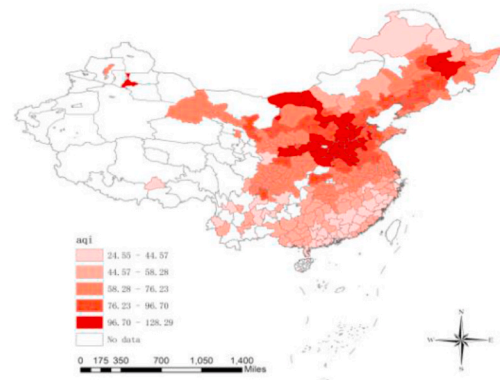 aqi
24.55 - 44.57
44.57 - 58.28
58.28 - 76.23
76.23 - 96.70
96.70 - 128.29
No data
0 175 350 700 1,050 1,400
Miles
N
W E
S